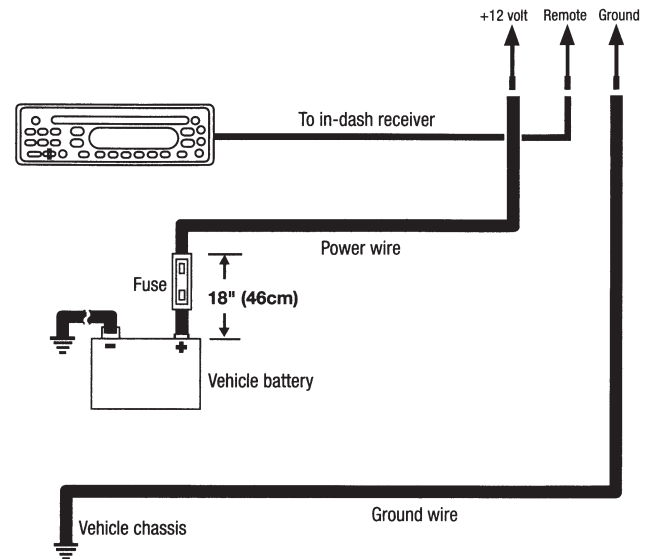 +12 volt Remote Ground
To in-dash receiver
Power wire
Fuse
18" (46cm)
- +
Vehicle battery
Ground wire
Vehicle chassis